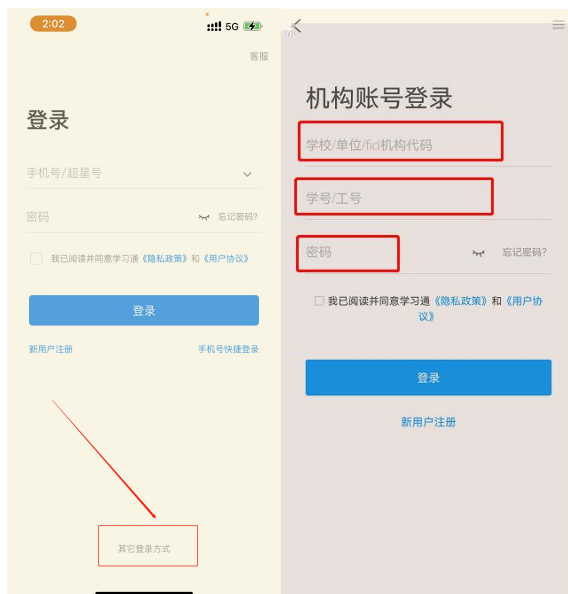 2:02
5G
客服
登录
手机号/超星号
密码
忘记密码?
我已阅读并同意学习通《隐私政策》和《用户协议》
登录
新用户注册
手机号快捷登录
其它登录方式
机构账号登录
学校/单位/fid机构代码
学号/工号
密码
忘记密码?
我已阅读并同意学习通《隐私政策》和《用户协
议》
登录
新用户注册